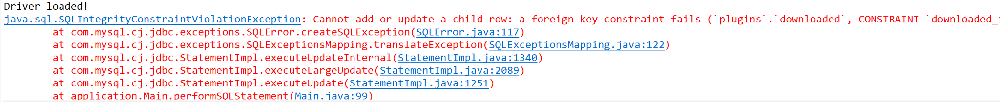 Driver loaded!
java.sql.SQLIntegrityConstraintViolationException: Cannot add or update a child row: a foreign key constraint fails (`plugins`.`downloaded`, CONSTRAINT `downloaded_
at com.mysql.cj.jdbc.exceptions.SQLError.createSQLException(SQLError.java:117)
at com.mysql.cj.jdbc.exceptions.SQLExceptionsMapping.translateException(SQLExceptionsMapping.java:122)
at com.mysql.cj.jdbc.StatementImpl.executeUpdateInternal(StatementImpl.java:1340)
at com.mysql.cj.jdbc.StatementImpl.executeLargeUpdate(StatementImpl.java:2089)
at com.mysql.cj.jdbc.StatementImpl.executeUpdate(StatementImpl.java:1251)
at application.Main.performSQLStatement(Main.java:99)